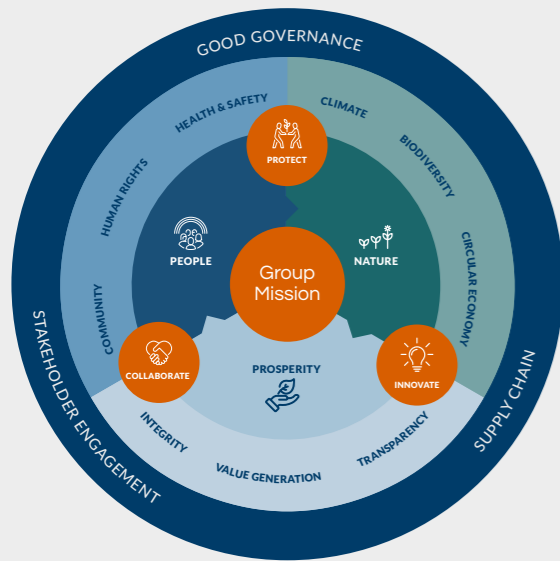 GOOD GOVERNANCE
HEALTH & SAFETY
CLIMATE
HUMAN RIGHTS
BIODIVERSITY
PROTECT
PEOPLE
NATURE
Group
Mission
COMMUNITY
CIRCULAR ECONOMY
COLLABORATE
PROSPERITY
INNOVATE
INTEGRITY
VALUE GENERATION
TRANSPARENCY
STAKEHOLDER ENGAGEMENT
SUPPLY CHAIN